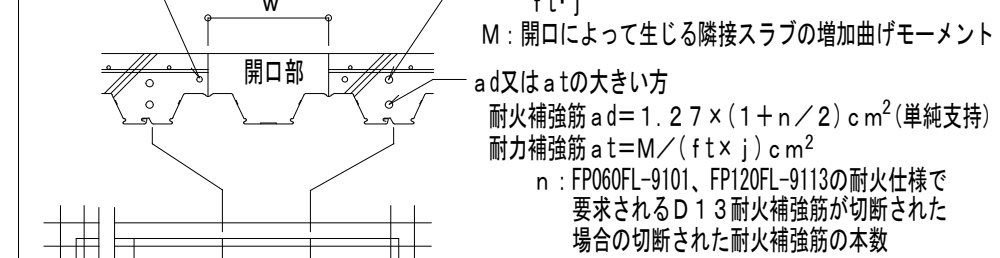 W
ft・j
M：開口によって生じる隣接スラブの増加曲げモーメント
開口部
ad又はatの大きい方
耐火補強筋ad＝1.27×(1＋n／2)cm²(単純支持)
耐力補強筋at＝M／(ft×j)cm²
n：FP060FL-9101、FP120FL-9113の耐火仕様で
要求されるD13耐火補強筋が切断された
場合の切断された耐火補強筋の本数